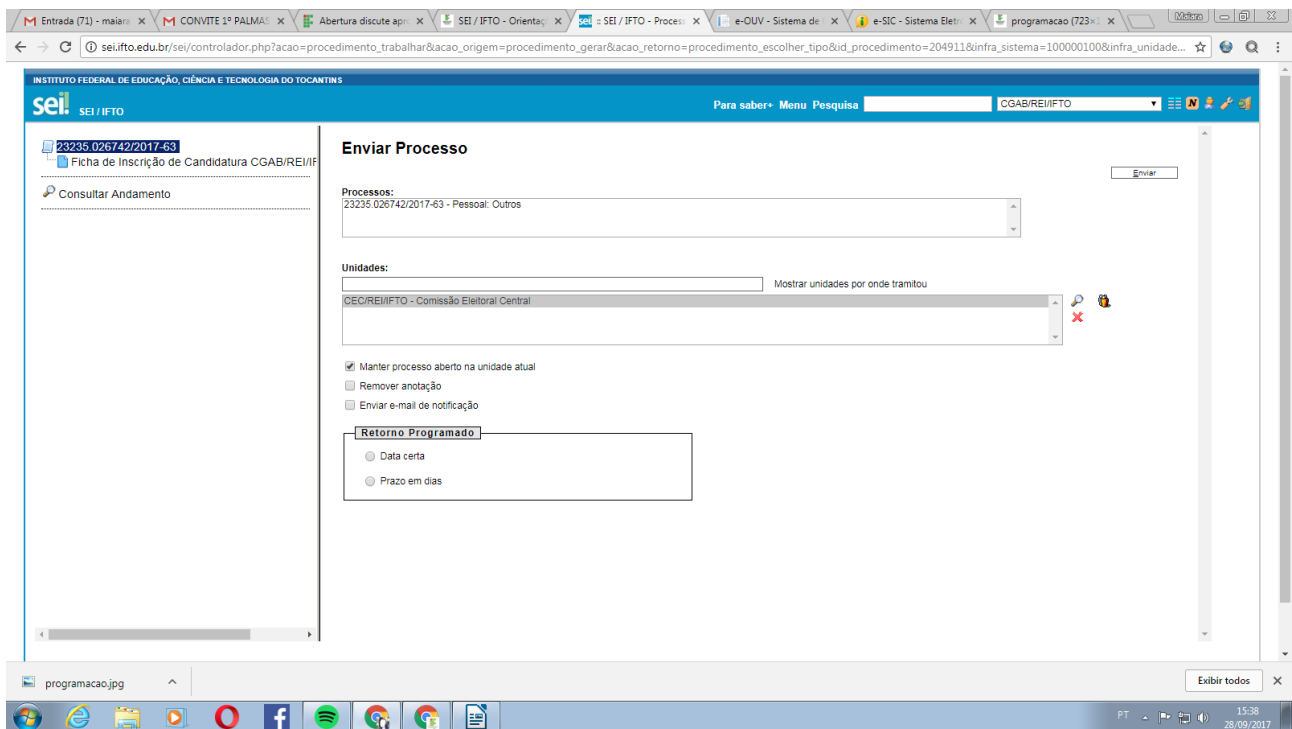 Entrada (71) - maiara
CONVITE 1º PALMAS
Abertura discute apro
SEI / IFTO - Orientaç
:: SEI / IFTO - Process
e-OUV - Sistema de
e-SIC - Sistema Eletr
programacao (723×
Maiara
sei.ifto.edu.br/sei/controlador.php?acao=procedimento_trabalhar&acao_origem=procedimento_gerar&acao_retorno=procedimento_escolher_tipo&id_procedimento=204911&infra_sistema=100000100&infra_unidade...
INSTITUTO FEDERAL DE EDUCAÇÃO, CIÊNCIA E TECNOLOGIA DO TOCANTINS
sei! SEI / IFTO
Para saber+ Menu Pesquisa
CGAB/REI/IFTO
23235.026742/2017-63
Ficha de Inscrição de Candidatura CGAB/REI/IF
Consultar Andamento
Enviar Processo
Enviar
Processos:
23235.026742/2017-63 - Pessoal: Outros
Unidades:
Mostrar unidades por onde tramitou
CEC/REI/IFTO - Comissão Eleitoral Central
Manter processo aberto na unidade atual
Remover anotação
Enviar e-mail de notificação
Retorno Programado
Data certa
Prazo em dias
programacao.jpg
Exibir todos
PT
15:38
28/09/2017